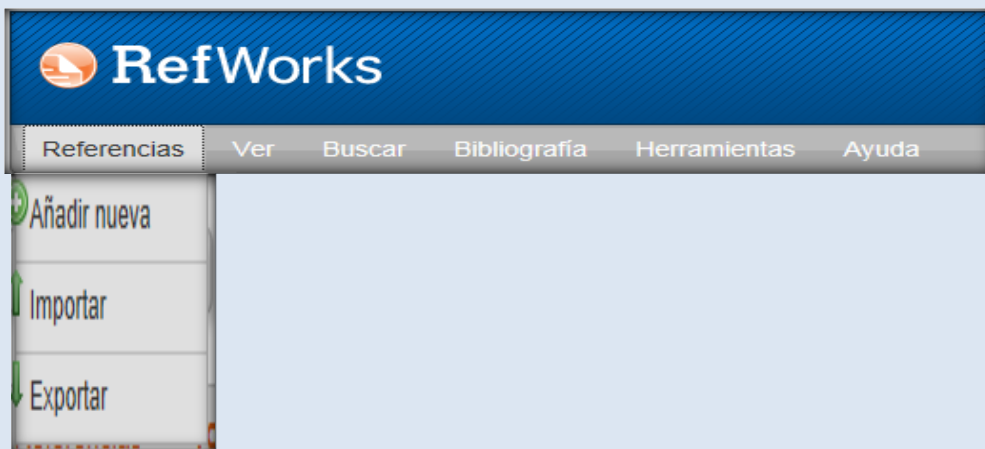 RefWorks
Referencias Ver Buscar Bibliografía Herramientas Ayuda
Añadir nueva
Importar
Exportar